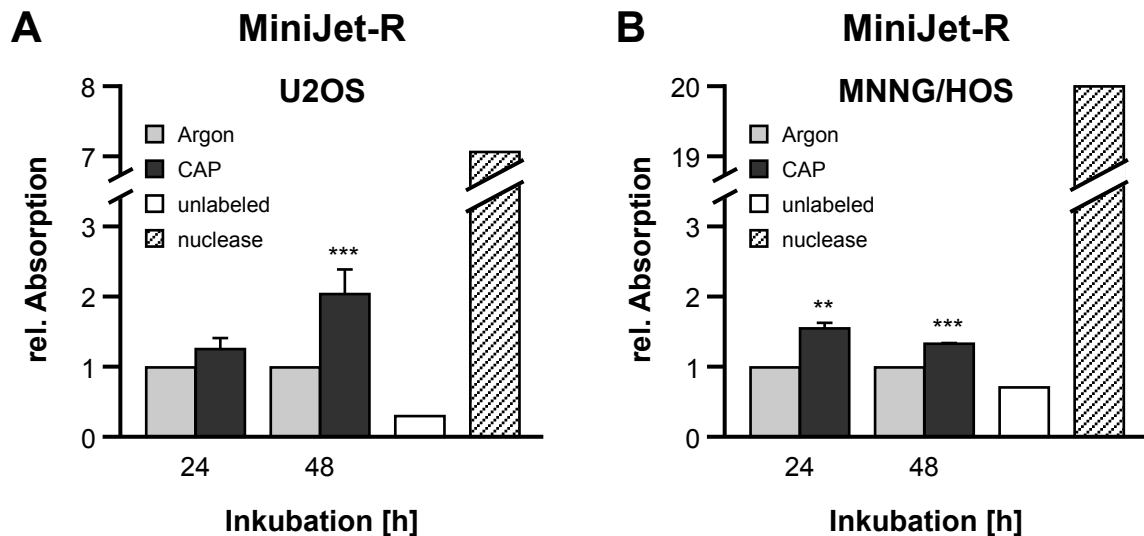 A
MiniJet-R
U2OS
8
7
3
2
1
0
rel. Absorption
Argon
CAP
unlabeled
nuclease
***
24
48
Inkubation [h]
B
MiniJet-R
MNNG/HOS
20
19
3
2
1
0
rel. Absorption
Argon
CAP
unlabeled
nuclease
**
***
24
48
Inkubation [h]